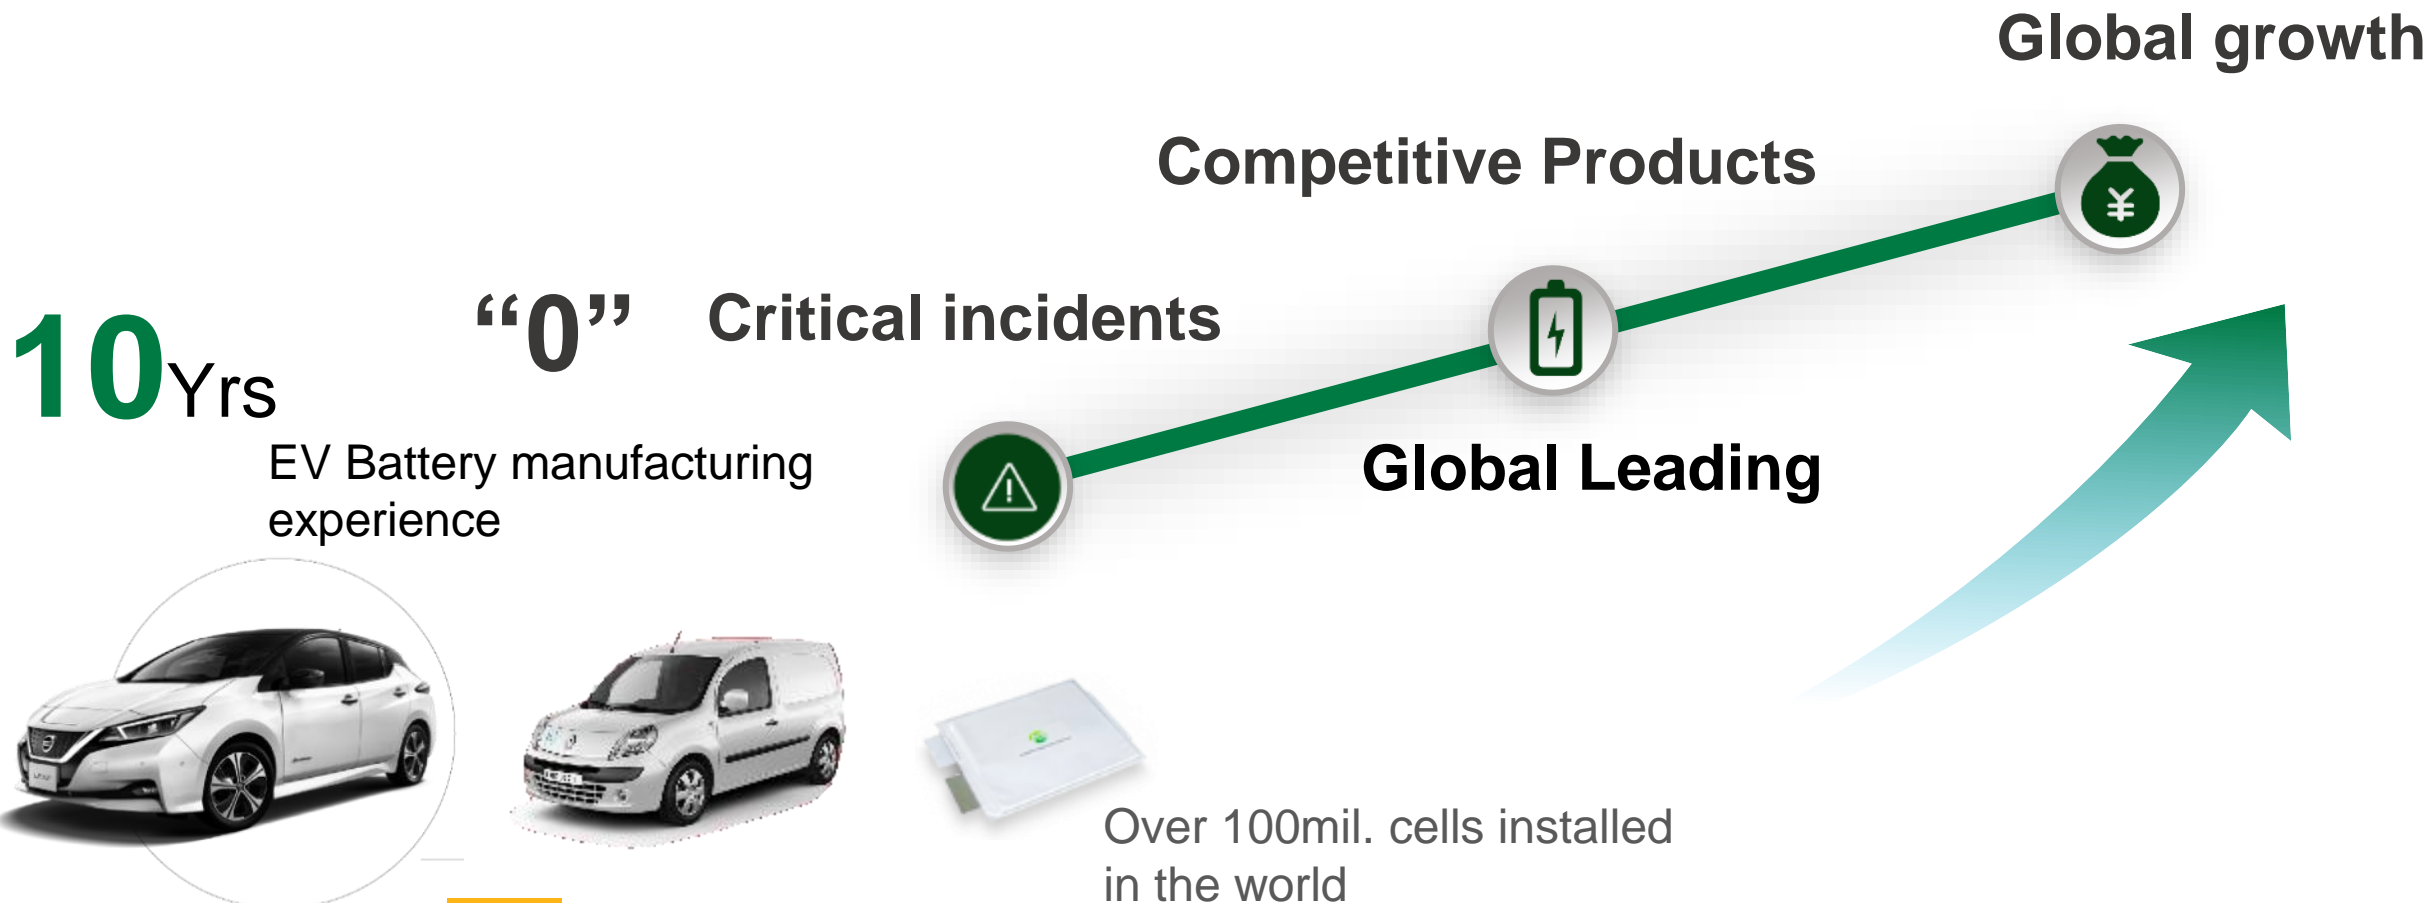 Global growth
Competitive Products
¥
“0” Critical incidents
10Yrs
Global Leading
EV Battery manufacturing
experience
Over 100mil. cells installed
in the world